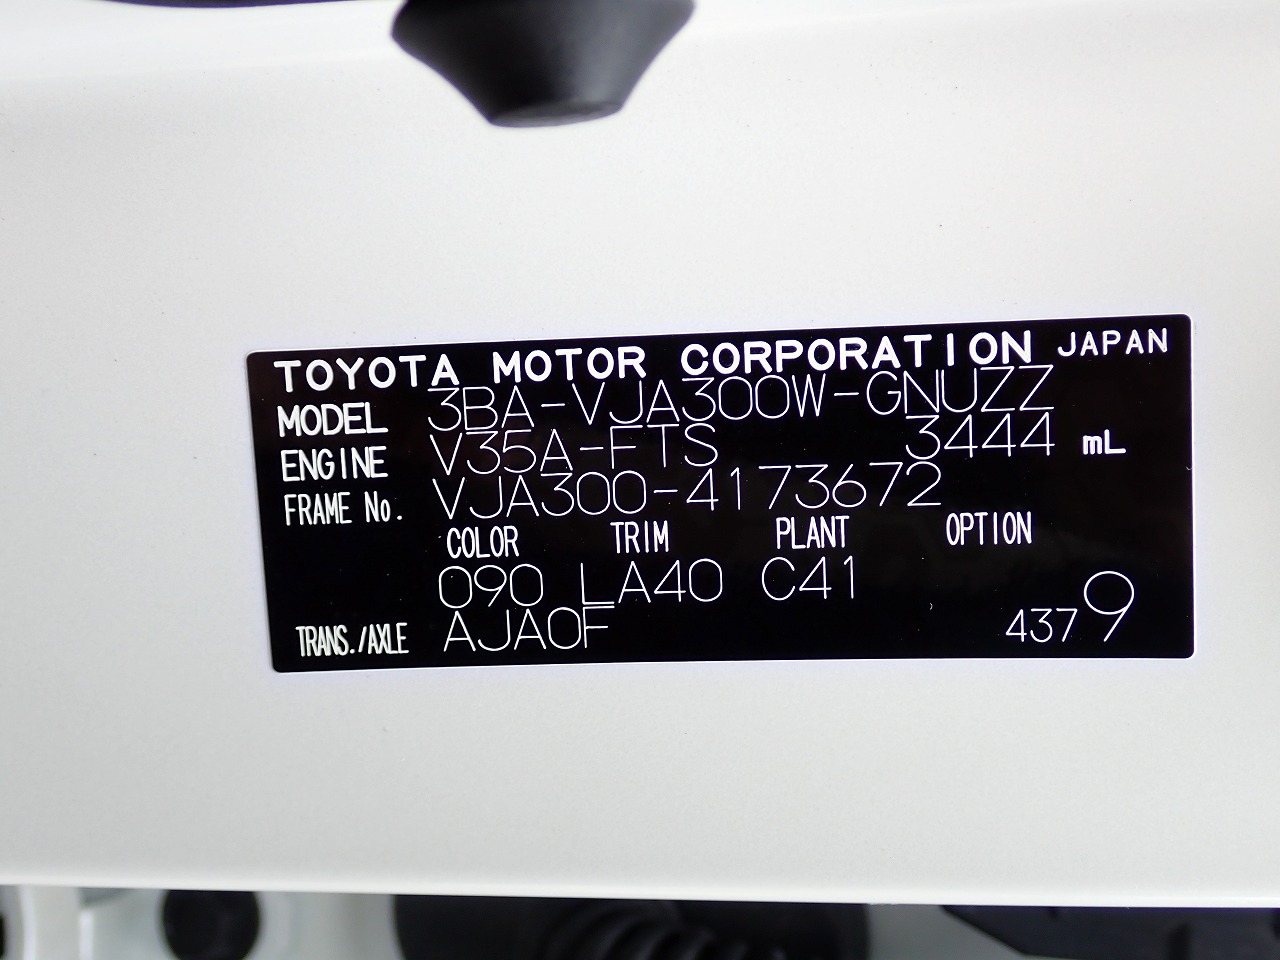 TOYOTA MOTOR CORPORATION JAPAN
MODEL 3BA-VJA300W-GNUZZ
ENGINE V35A-FTS 3444 mL
FRAME No. VJA300-4173672
COLOR TRIM PLANT OPTION
090 LA40 C41
TRANS./AXLE AJA0F 4379